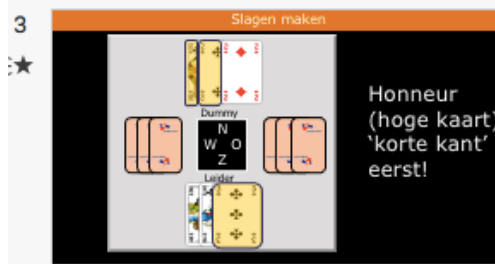 3
Slagen maken
Dummy
N
W O
Z
Leider
Honneur
(hoge kaart)
'korte kant'
eerst!